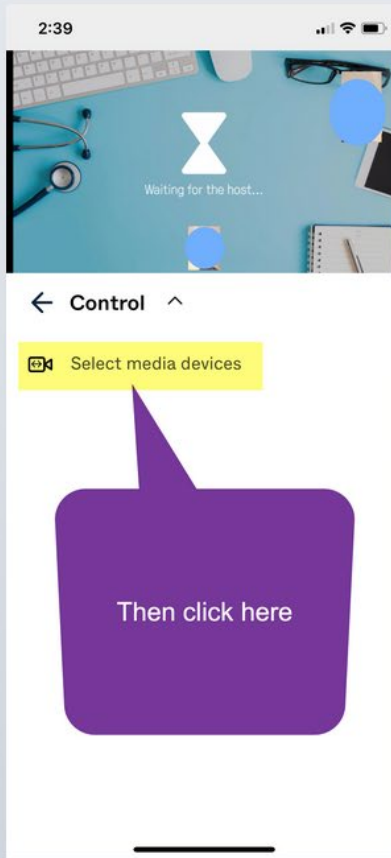 2:39
Waiting for the host...
Control
Select media devices
Then click here